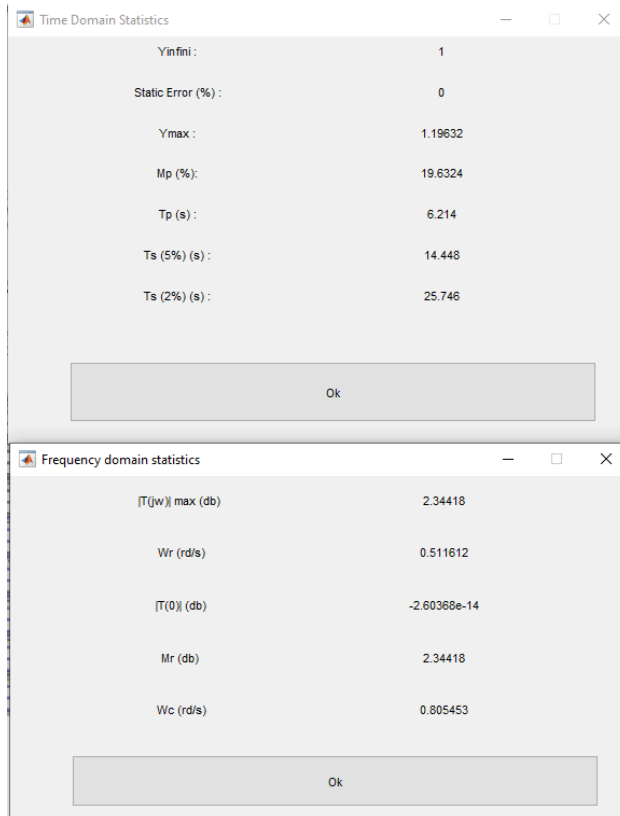 Time Domain Statistics
Yinfini : 1
Static Error (%) : 0
Ymax : 1.19632
Mp (%): 19.6324
Tp (s) : 6.214
Ts (5%) (s) : 14.448
Ts (2%) (s) : 25.746
Ok
Frequency domain statistics
|T(jw)| max (db) 2.34418
Wr (rd/s) 0.511612
|T(0)| (db) -2.60368e-14
Mr (db) 2.34418
Wc (rd/s) 0.805453
Ok